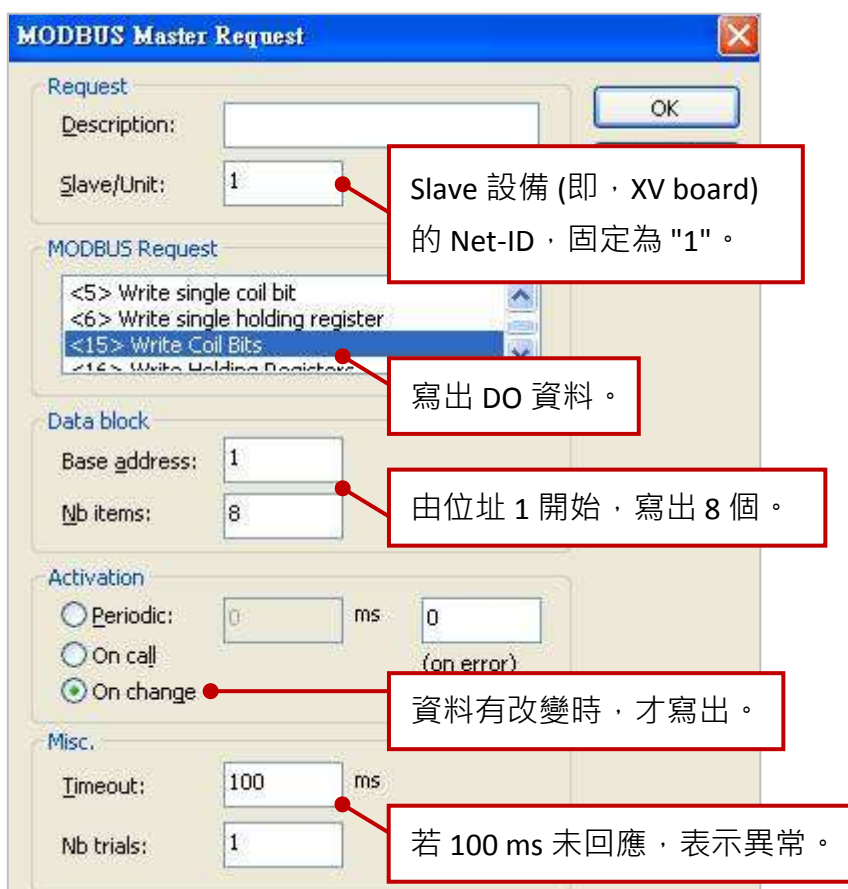 MODBUS Master Request
Request
OK
Description:
Slave/Unit: 1
Slave 設備 (即，XV board)
的 Net-ID，固定為 "1"。
MODBUS Request
<5> Write single coil bit
<6> Write single holding register
<15> Write Coil Bits
<16> Write Holding Registers
寫出 DO 資料。
Data block
Base address: 1
Nb items: 8
由位址 1 開始，寫出 8 個。
Activation
Periodic: 0 ms 0
On call (on error)
On change
資料有改變時，才寫出。
Misc.
Timeout: 100 ms
Nb trials: 1
若 100 ms 未回應，表示異常。